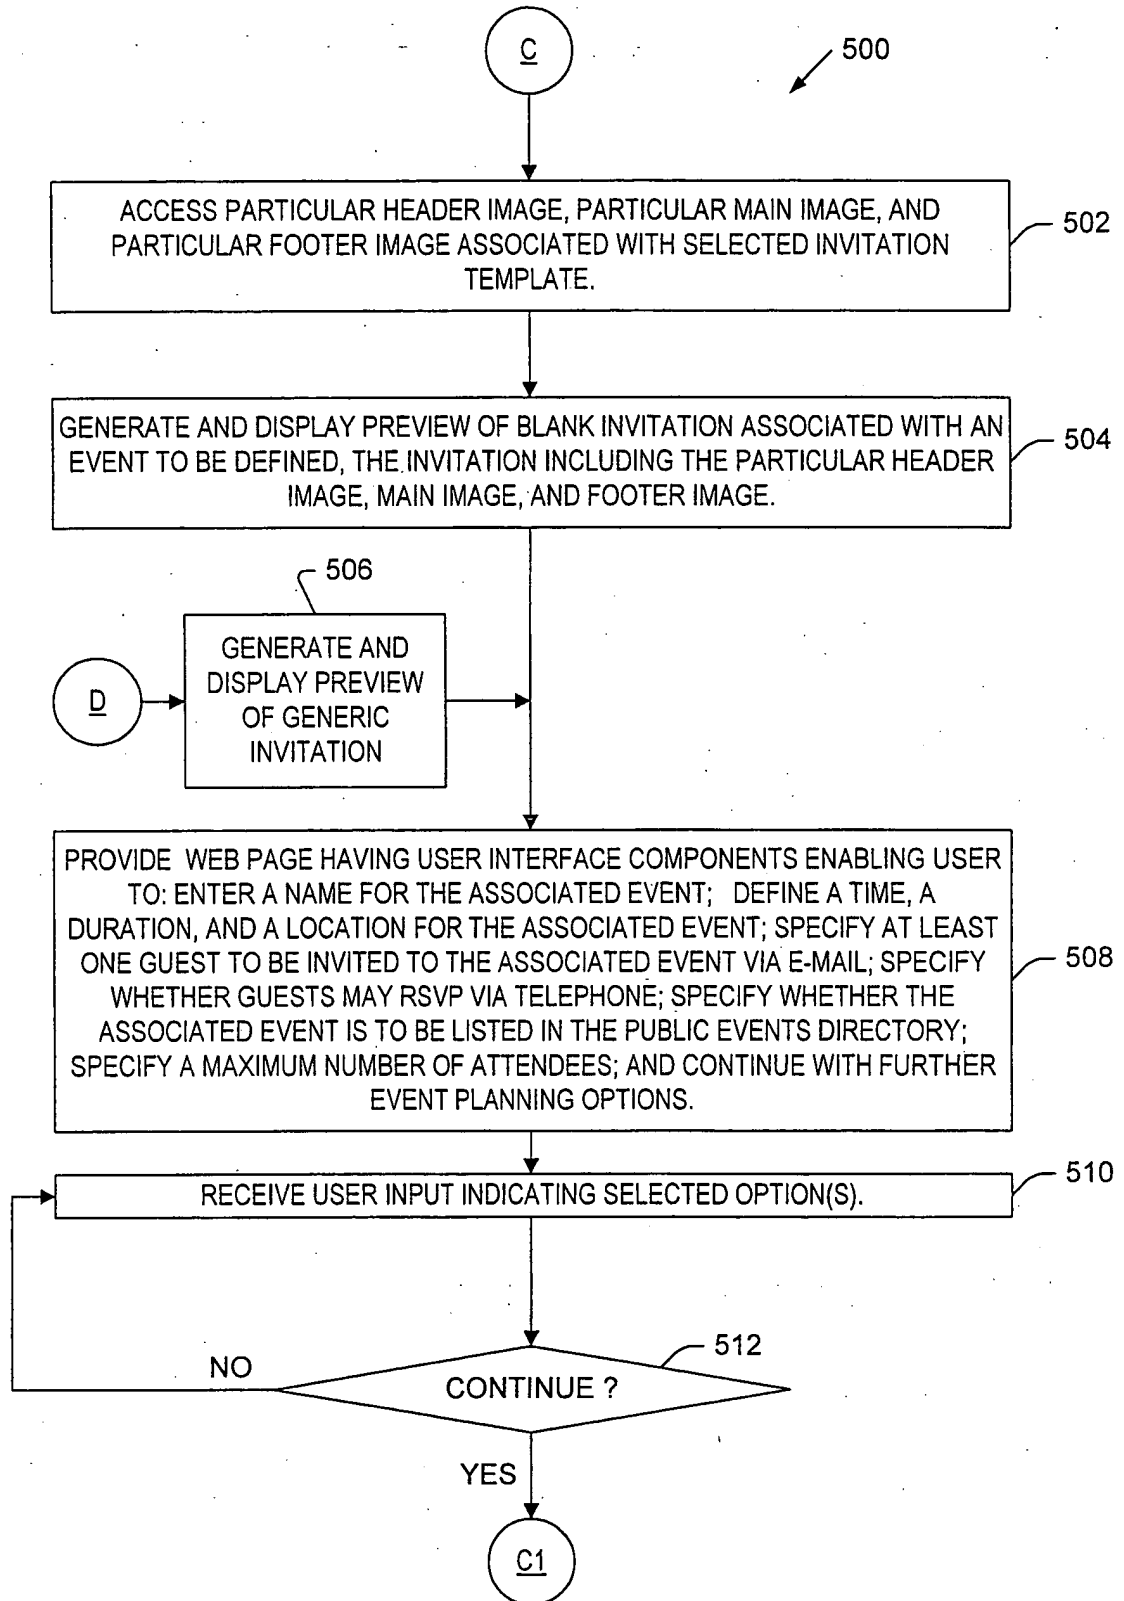 C
500
ACCESS PARTICULAR HEADER IMAGE, PARTICULAR MAIN IMAGE, AND
PARTICULAR FOOTER IMAGE ASSOCIATED WITH SELECTED INVITATION
TEMPLATE.
502
GENERATE AND DISPLAY PREVIEW OF BLANK INVITATION ASSOCIATED WITH AN
EVENT TO BE DEFINED, THE INVITATION INCLUDING THE PARTICULAR HEADER
IMAGE, MAIN IMAGE, AND FOOTER IMAGE.
504
506
GENERATE AND
DISPLAY PREVIEW
OF GENERIC
INVITATION
D
PROVIDE WEB PAGE HAVING USER INTERFACE COMPONENTS ENABLING USER
TO: ENTER A NAME FOR THE ASSOCIATED EVENT; DEFINE A TIME, A
DURATION, AND A LOCATION FOR THE ASSOCIATED EVENT; SPECIFY AT LEAST
ONE GUEST TO BE INVITED TO THE ASSOCIATED EVENT VIA E-MAIL; SPECIFY
WHETHER GUESTS MAY RSVP VIA TELEPHONE; SPECIFY WHETHER THE
ASSOCIATED EVENT IS TO BE LISTED IN THE PUBLIC EVENTS DIRECTORY;
SPECIFY A MAXIMUM NUMBER OF ATTENDEES; AND CONTINUE WITH FURTHER
EVENT PLANNING OPTIONS.
508
RECEIVE USER INPUT INDICATING SELECTED OPTION(S).
510
512
NO
CONTINUE ?
YES
C1